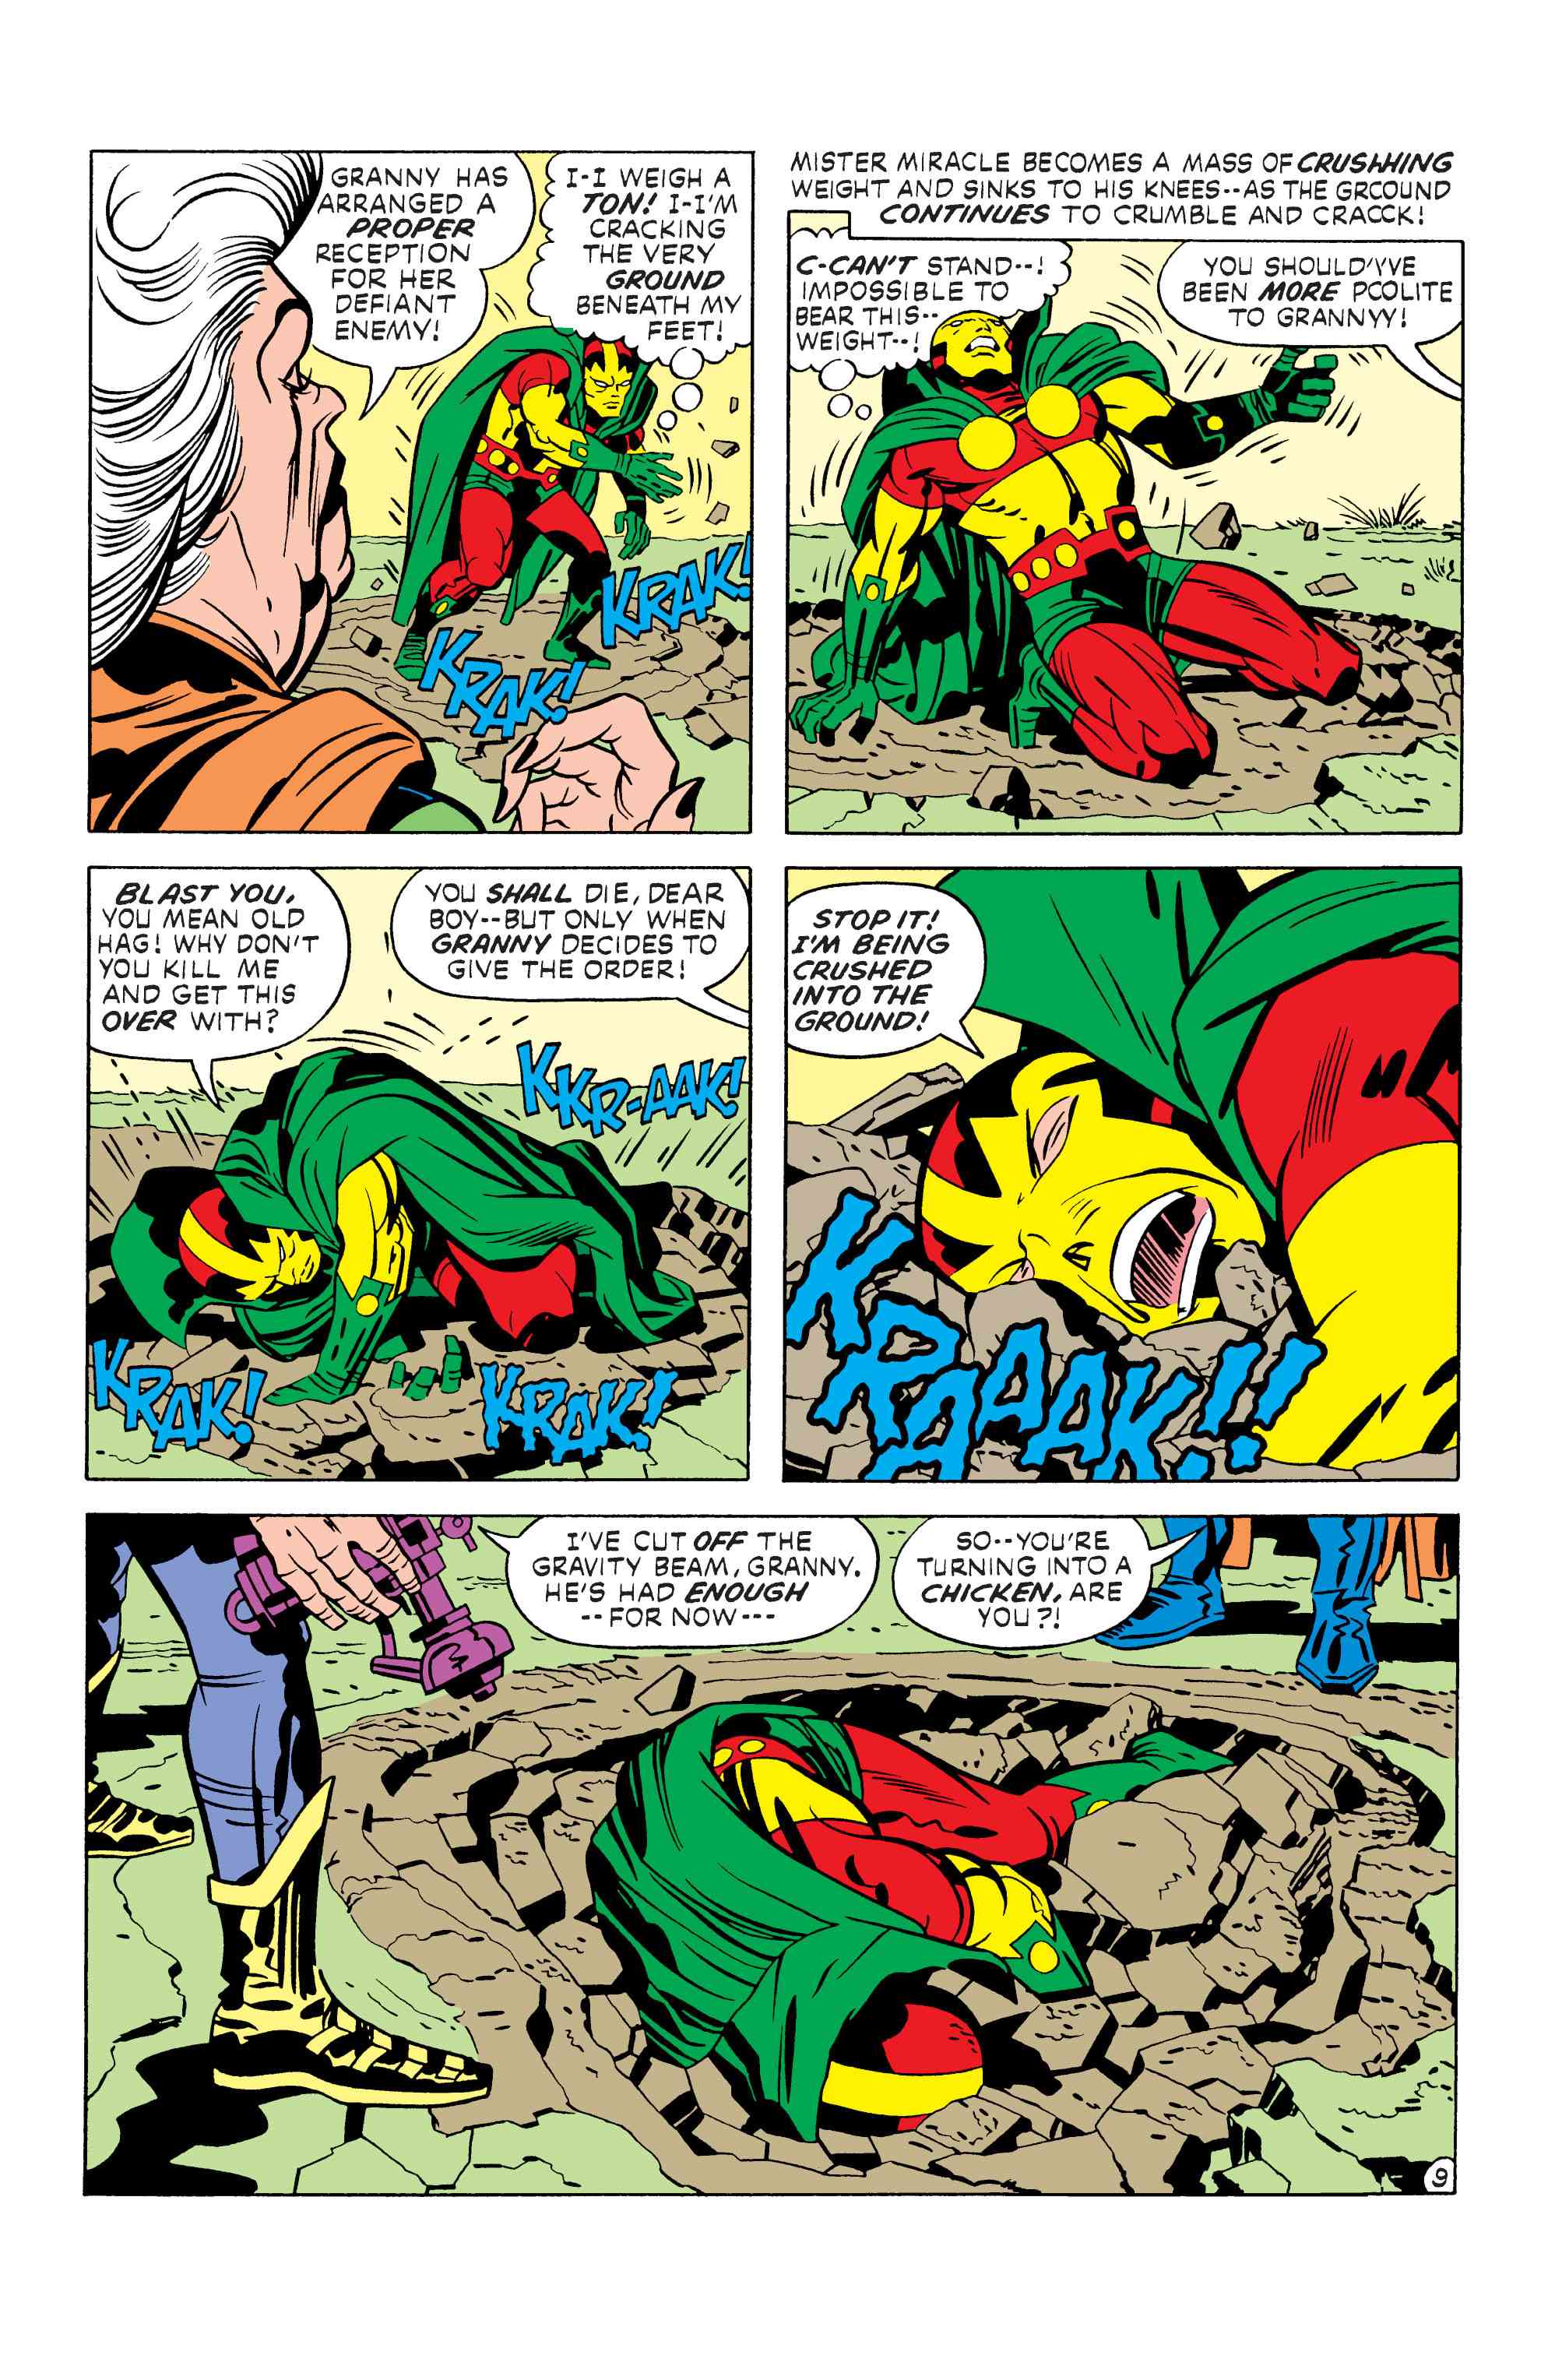 GRANNY HAS
ARRANGED A
PROPER
RECEPTION
FOR HER
DEFIANT
ENEMY!
I-I WEIGH A
TON! I-I'M
CRACKING
THE VERY
GROUND
BENEATH MY
FEET!
KRAK!
KRAK!
MISTER MIRACLE BECOMES A MASS OF CRUSHHING
WEIGHT AND SINKS TO HIS KNEES--AS THE GRCOUND
CONTINUES TO CRUMBLE AND CRACCK!
C-CAN'T STAND--!
IMPOSSIBLE TO
BEAR THIS--
WEIGHT--!
YOU SHOULD'Y'VE
BEEN MORE PCOLITE
TO GRANNYY!
BLAST YOU,
YOU MEAN OLD
HAG! WHY DON'T
YOU KILL ME
AND GET THIS
OVER WITH?
YOU SHALL DIE, DEAR
BOY--BUT ONLY WHEN
GRANNY DECIDES TO
GIVE THE ORDER!
KKR-AAK!
KRAK!
KRAK!
STOP IT!
I'M BEING
CRUSHED
INTO THE
GROUND!
KRAAAAK!!
I'VE CUT OFF THE
GRAVITY BEAM, GRANNY.
HE'S HAD ENOUGH
--FOR NOW---
SO--YOU'RE
TURNING INTO A
CHICKEN, ARE
YOU?!
9